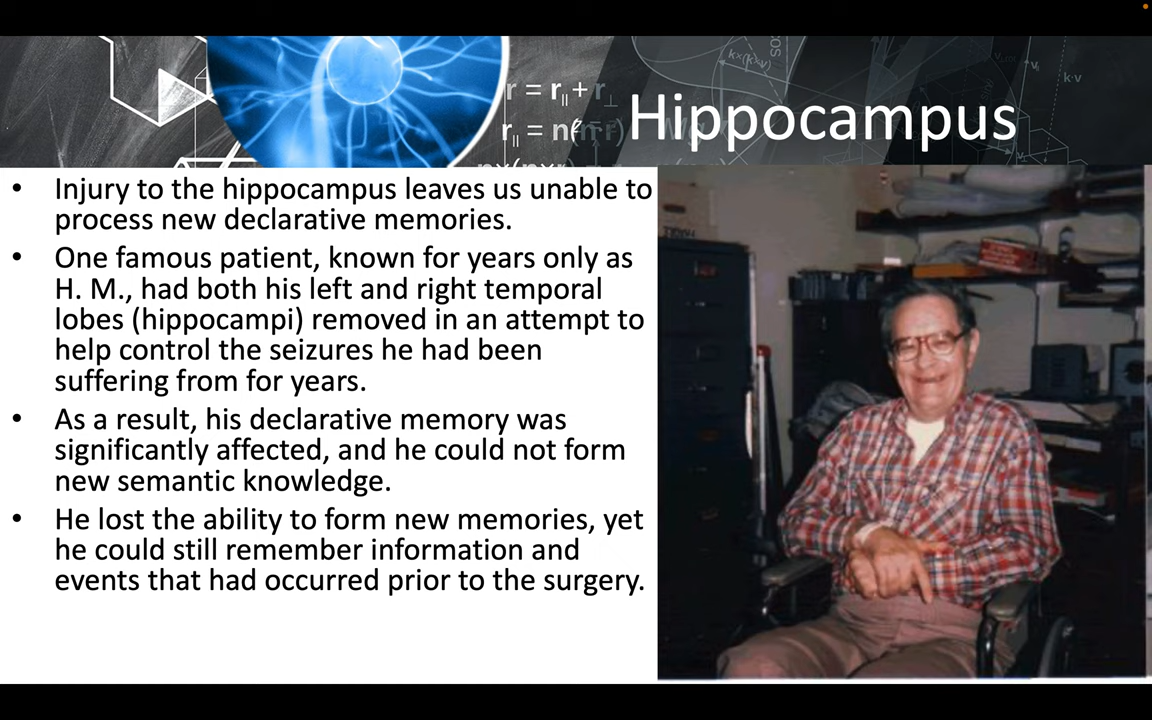 r = r∥ + r⊥
r∥ = n(n·r)
k×(k×v)
cos
v∥
k·v
Hippocampus
• Injury to the hippocampus leaves us unable to
process new declarative memories.
• One famous patient, known for years only as
H. M., had both his left and right temporal
lobes (hippocampi) removed in an attempt to
help control the seizures he had been
suffering from for years.
• As a result, his declarative memory was
significantly affected, and he could not form
new semantic knowledge.
• He lost the ability to form new memories, yet
he could still remember information and
events that had occurred prior to the surgery.